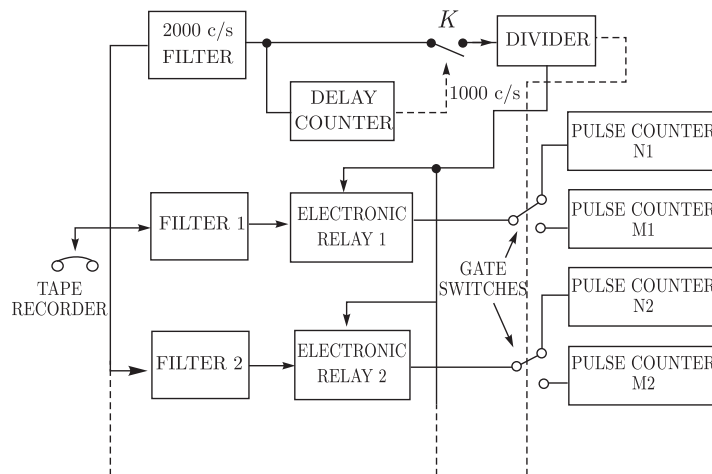 2000 c/s
FILTER
K
DIVIDER
DELAY
COUNTER
1000 c/s
PULSE COUNTER
N1
FILTER 1
ELECTRONIC
RELAY 1
PULSE COUNTER
M1
TAPE
RECORDER
GATE
SWITCHES
PULSE COUNTER
N2
FILTER 2
ELECTRONIC
RELAY 2
PULSE COUNTER
M2